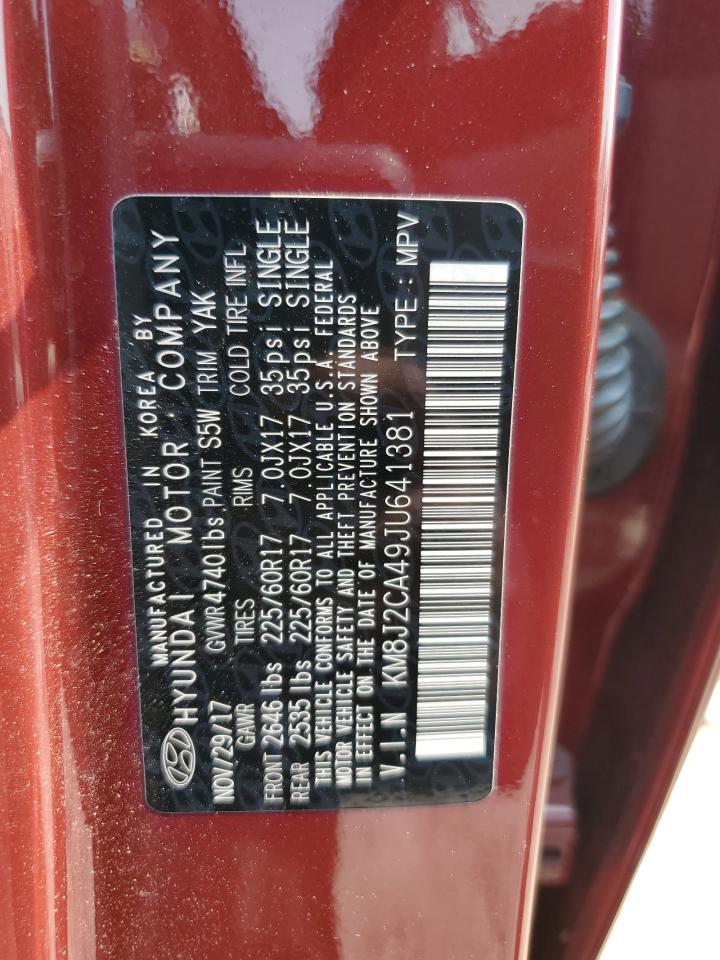 MANUFACTURED IN KOREA BY
HYUNDAI MOTOR COMPANY
NOV/29/17 GVWR4740lbs PAINT S5W TRIM YAK
GAWR TIRES RIMS COLD TIRE INFL
FRONT 2646 lbs 225/60R17 7.0JX17 35psi SINGLE
REAR 2535 lbs 225/60R17 7.0JX17 35psi SINGLE
THIS VEHICLE CONFORMS TO ALL APPLICABLE U.S.A. FEDERAL
MOTOR VEHICLE SAFETY AND THEFT PREVENTION STANDARDS
IN EFFECT ON THE DATE OF MANUFACTURE SHOWN ABOVE
V.I.N KM8J2CA49JU641381 TYPE : MPV